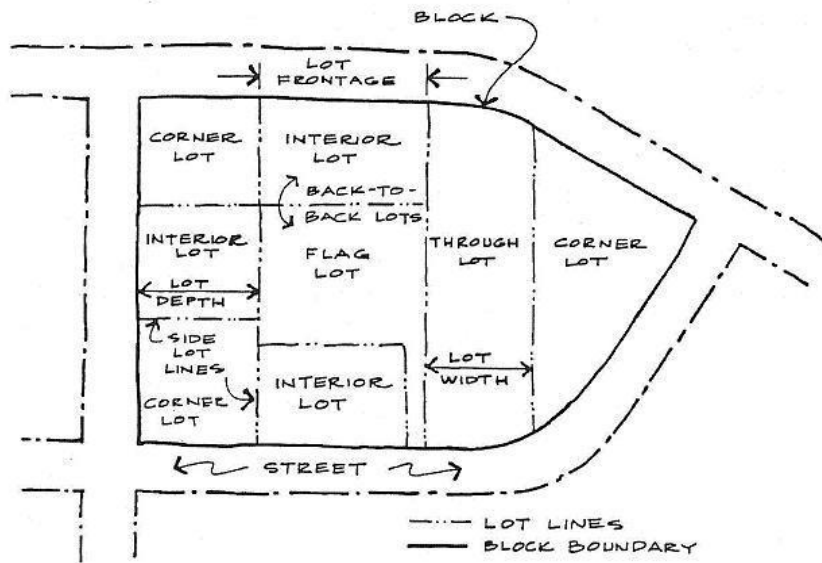 BLOCK
LOT
FRONTAGE
CORNER
LOT
INTERIOR
LOT
BACK-TO-
BACK LOTS
INTERIOR
LOT
FLAG
LOT
THROUGH
LOT
CORNER
LOT
LOT
DEPTH
SIDE
LOT
LINES
CORNER
LOT
INTERIOR
LOT
LOT
WIDTH
STREET
LOT LINES
BLOCK BOUNDARY